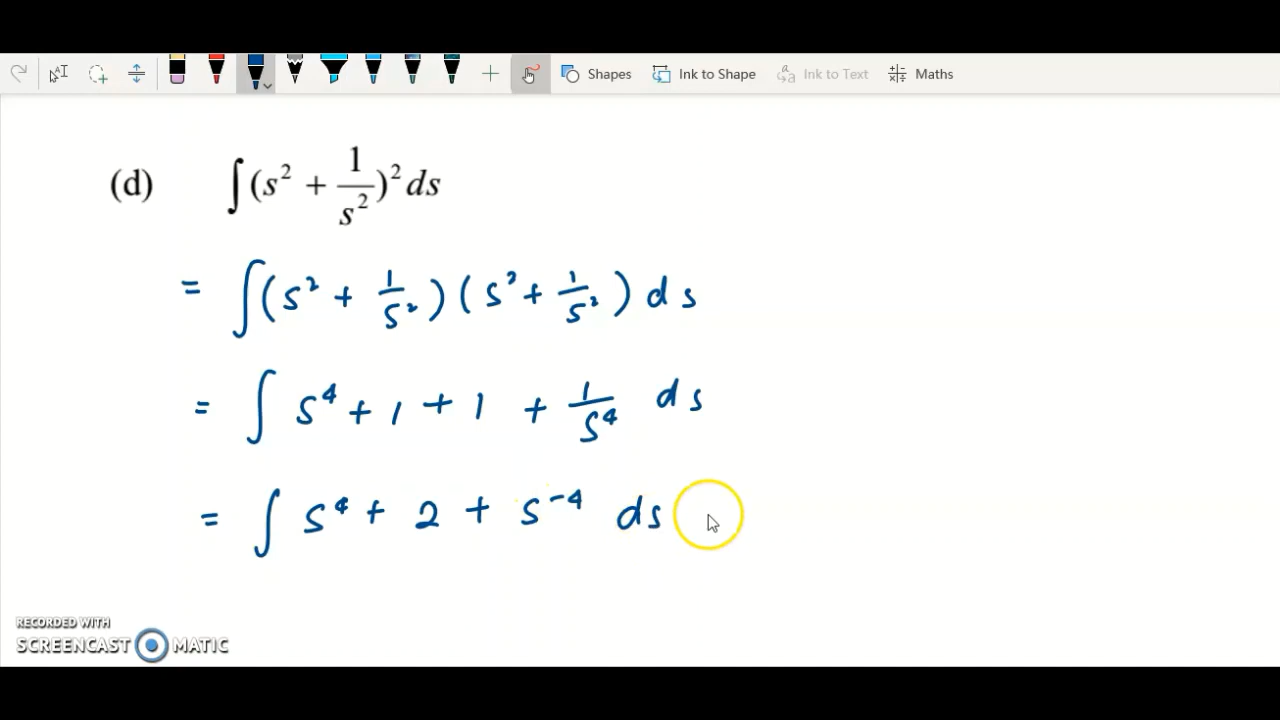 Shapes Ink to Shape Ink to Text Maths
(d) ∫(s² + 1/s²)² ds
= ∫(s² + 1/s²)(s² + 1/s²) ds
= ∫ s⁴ + 1 + 1 + 1/s⁴ ds
= ∫ s⁴ + 2 + s⁻⁴ ds
RECORDED WITH
SCREENCAST MATIC